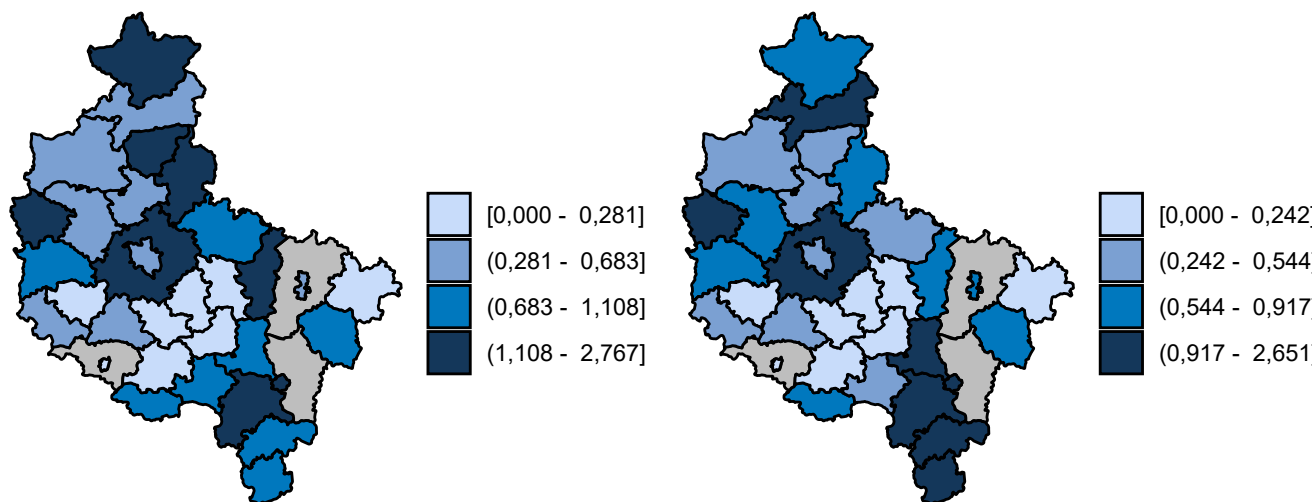 [0,000 - 0,281]
(0,281 - 0,683]
(0,683 - 1,108]
(1,108 - 2,767]
[0,000 - 0,242]
(0,242 - 0,544]
(0,544 - 0,917]
(0,917 - 2,651]